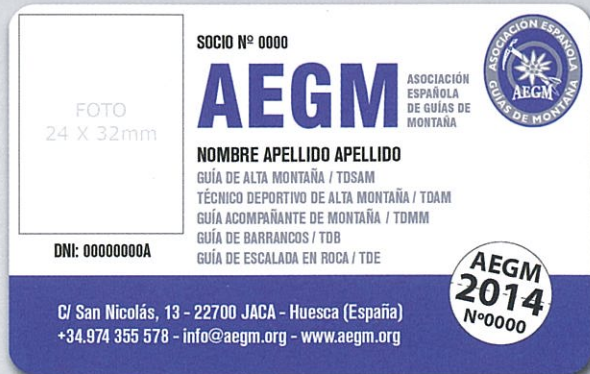 SOCIO Nº 0000
FOTO
24 X 32mm
AEGM
ASOCIACIÓN
ESPAÑOLA
DE GUÍAS DE
MONTAÑA
ASOCIACIÓN ESPAÑOLA
AEGM
GUÍAS DE MONTAÑA
NOMBRE APELLIDO APELLIDO
GUÍA DE ALTA MONTAÑA / TDSAM
TÉCNICO DEPORTIVO DE ALTA MONTAÑA / TDAM
GUÍA ACOMPAÑANTE DE MONTAÑA / TDMM
GUÍA DE BARRANCOS / TDB
GUÍA DE ESCALADA EN ROCA / TDE
DNI: 00000000A
AEGM
2014
Nº0000
C/ San Nicolás, 13 - 22700 JACA - Huesca (España)
+34.974 355 578 - info@aegm.org - www.aegm.org